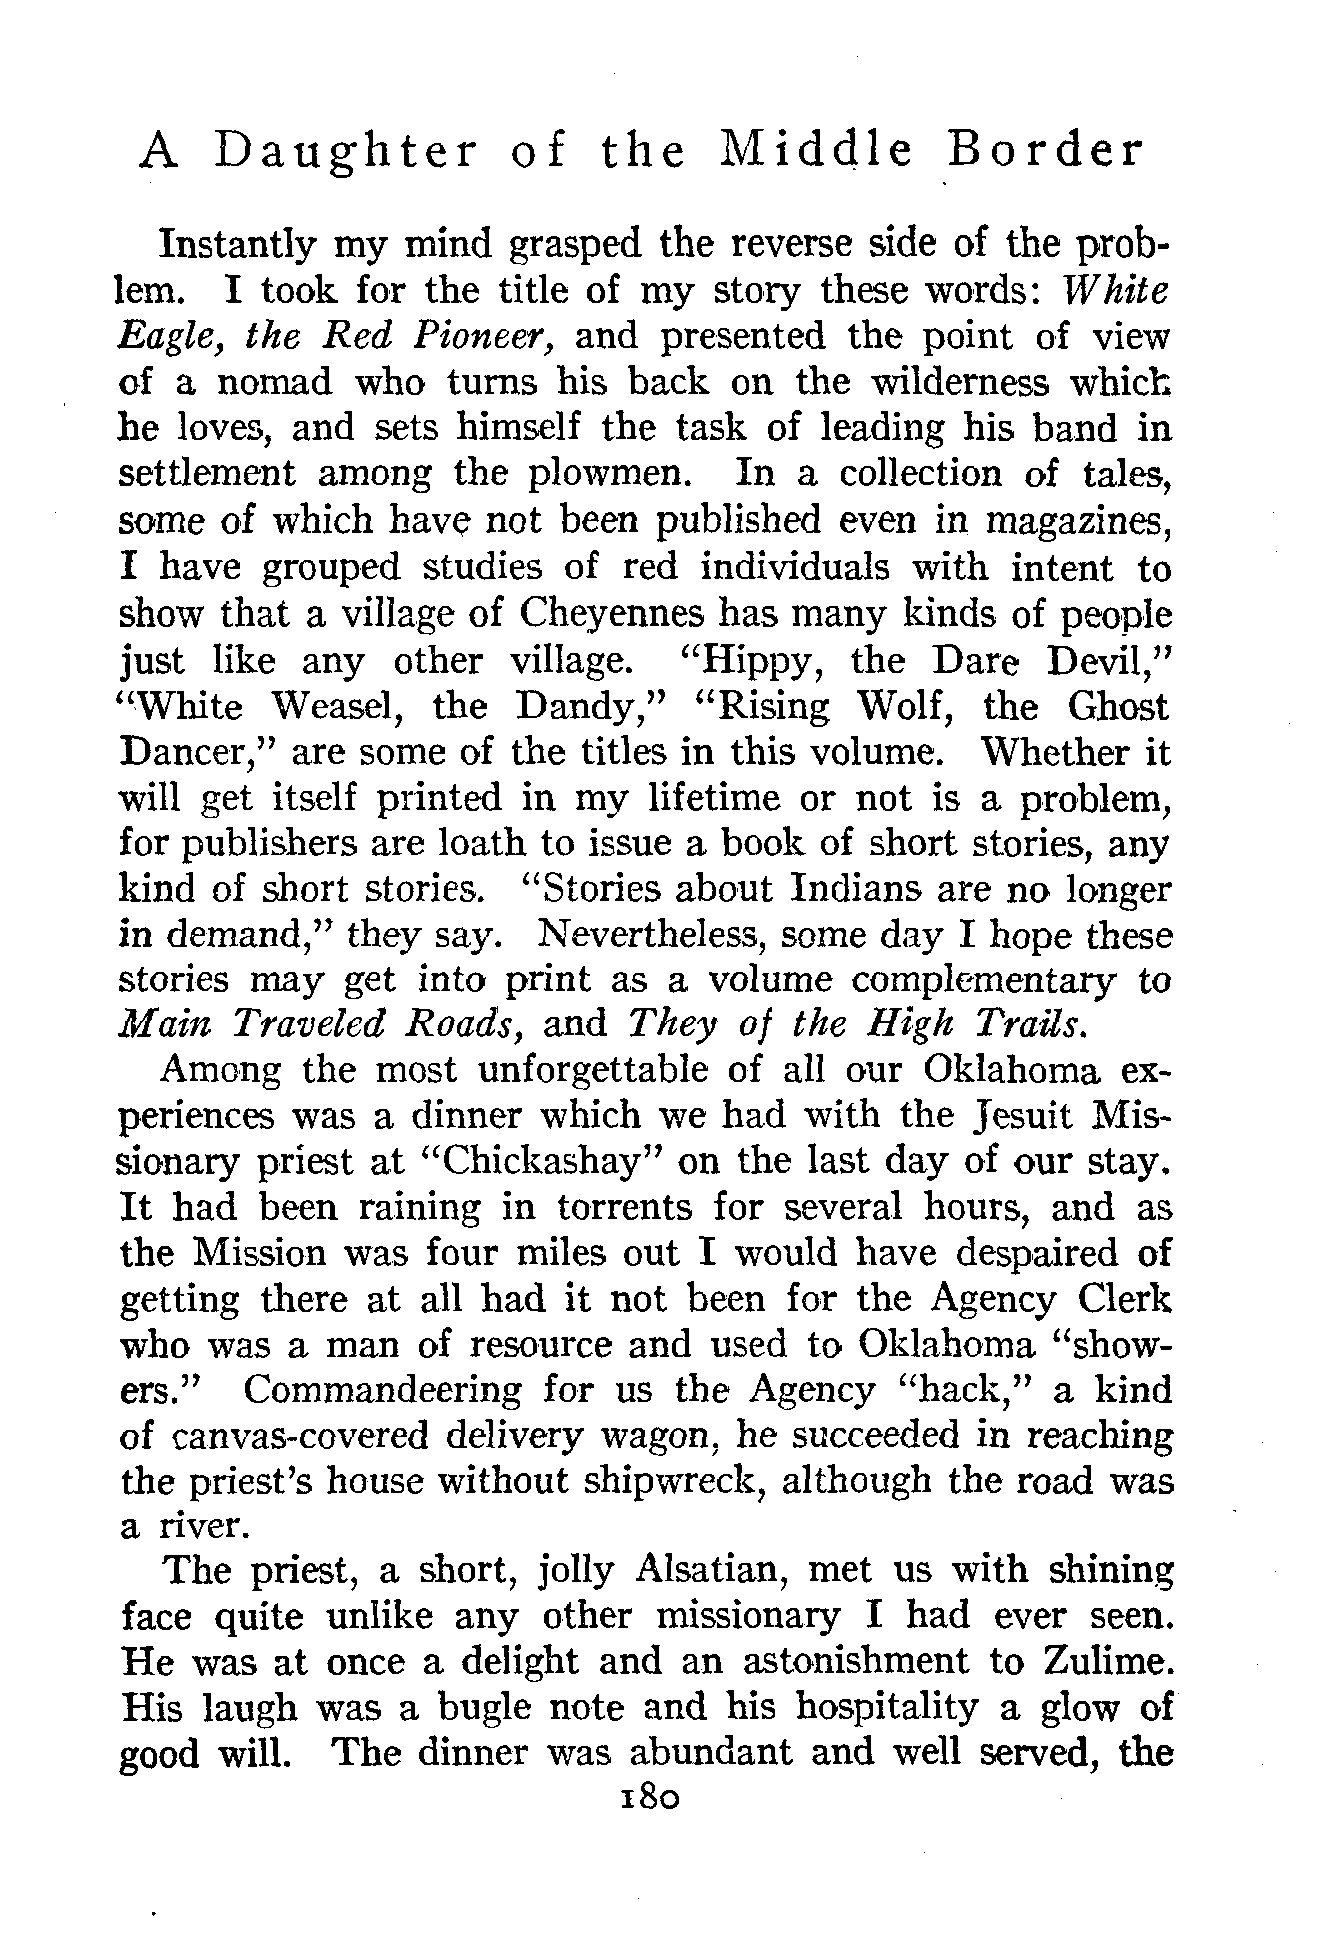 A Daughter of the Middle Border
Instantly my mind grasped the reverse side of the prob-
lem. I took for the title of my story these words: White
Eagle, the Red Pioneer, and presented the point of view
of a nomad who turns his back on the wilderness which
he loves, and sets himself the task of leading his band in
settlement among the plowmen. In a collection of tales,
some of which have not been published even in magazines,
I have grouped studies of red individuals with intent to
show that a village of Cheyennes has many kinds of people
just like any other village. “Hippy, the Dare Devil,”
“White Weasel, the Dandy,” “Rising Wolf, the Ghost
Dancer,” are some of the titles in this volume. Whether it
will get itself printed in my lifetime or not is a problem,
for publishers are loath to issue a book of short stories, any
kind of short stories. “Stories about Indians are no longer
in demand,” they say. Nevertheless, some day I hope these
stories may get into print as a volume complementary to
Main Traveled Roads, and They of the High Trails.
Among the most unforgettable of all our Oklahoma ex-
periences was a dinner which we had with the Jesuit Mis-
sionary priest at “Chickashay” on the last day of our stay.
It had been raining in torrents for several hours, and as
the Mission was four miles out I would have despaired of
getting there at all had it not been for the Agency Clerk
who was a man of resource and used to Oklahoma “show-
ers.” Commandeering for us the Agency “hack,” a kind
of canvas-covered delivery wagon, he succeeded in reaching
the priest’s house without shipwreck, although the road was
a river.
The priest, a short, jolly Alsatian, met us with shining
face quite unlike any other missionary I had ever seen.
He was at once a delight and an astonishment to Zulime.
His laugh was a bugle note and his hospitality a glow of
good will. The dinner was abundant and well served, the
180